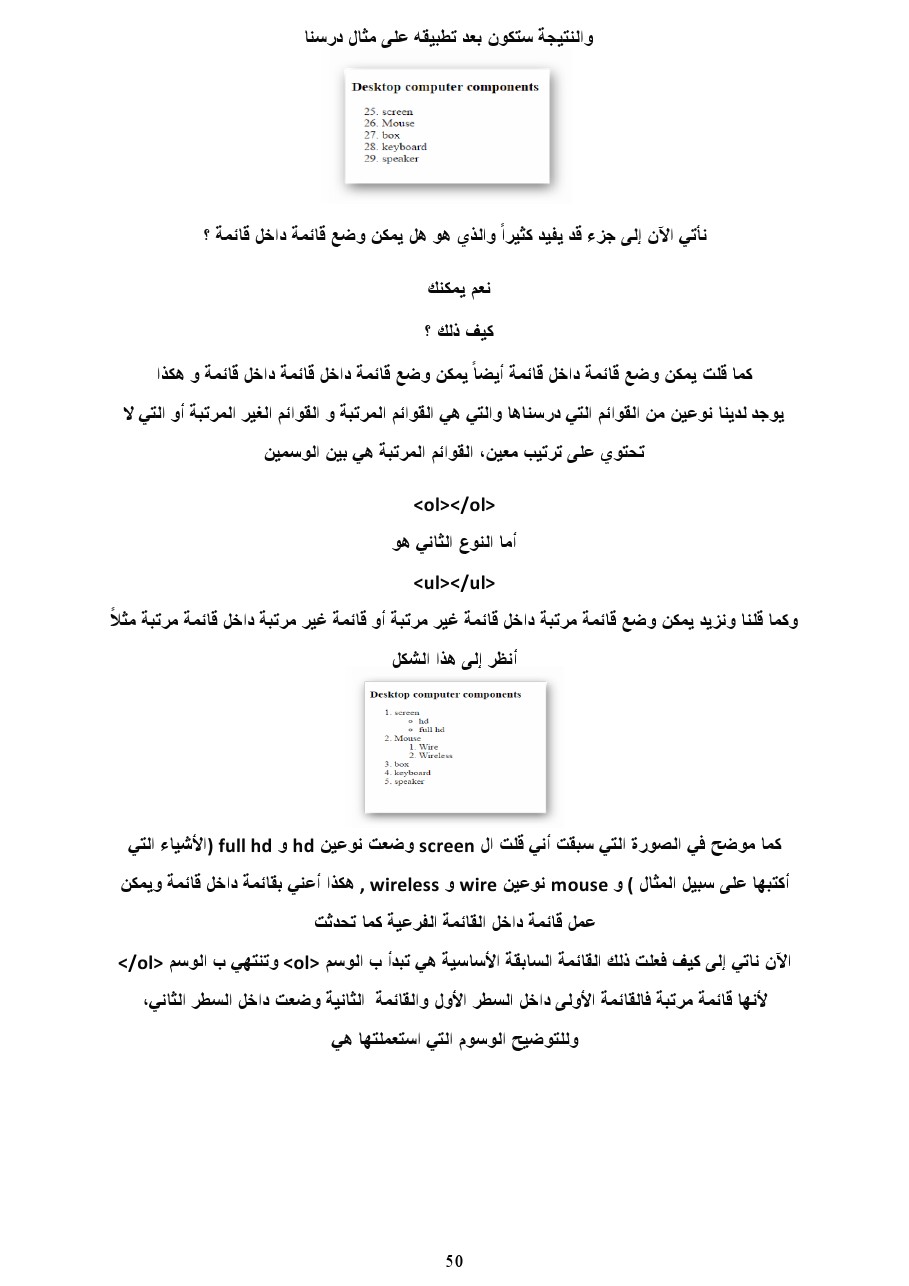 والنتيجة ستكون بعد تطبيقه على مثال درسنا
Desktop computer components
25. screen
26. Mouse
27. box
28. keyboard
29. speaker
نأتي الآن إلى جزء قد يفيد كثيراً والذي هو هل يمكن وضع قائمة داخل قائمة ؟
نعم يمكنك
كيف ذلك ؟
كما قلت يمكن وضع قائمة داخل قائمة أيضاً يمكن وضع قائمة داخل قائمة داخل قائمة و هكذا
يوجد لدينا نوعين من القوائم التي درسناها والتي هي القوائم المرتبة و القوائم الغير المرتبة أو التي لا
تحتوي على ترتيب معين، القوائم المرتبة هي بين الوسمين
<ol></ol>
أما النوع الثاني هو
<ul></ul>
وكما قلنا ونزيد يمكن وضع قائمة مرتبة داخل قائمة غير مرتبة أو قائمة غير مرتبة داخل قائمة مرتبة مثلاً
أنظر إلى هذا الشكل
Desktop computer components
1. screen
o hd
o full hd
2. Mouse
1. Wire
2. Wireless
3. box
4. keyboard
5. speaker
كما موضح في الصورة التي سبقت أني قلت ال screen وضعت نوعين hd و full hd (الأشياء التي
أكتبها على سبيل المثال ) و mouse نوعين wire و wireless , هكذا أعني بقائمة داخل قائمة ويمكن
عمل قائمة داخل القائمة الفرعية كما تحدثت
الآن ناتي إلى كيف فعلت ذلك القائمة السابقة الأساسية هي تبدأ ب الوسم <ol> وتنتهي ب الوسم <ol/>
لأنها قائمة مرتبة فالقائمة الأولى داخل السطر الأول والقائمة الثانية وضعت داخل السطر الثاني،
وللتوضيح الوسوم التي استعملتها هي
50